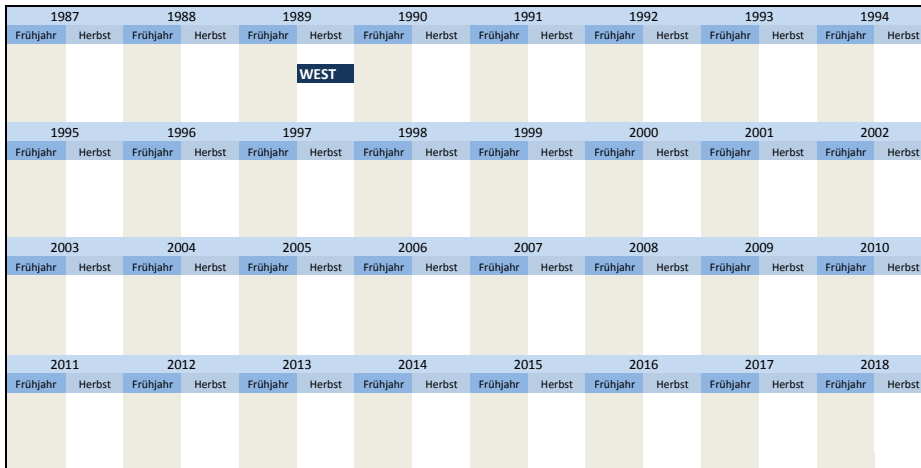 1987 1988 1989 1990 1991 1992 1993 1994
Frühjahr Herbst Frühjahr Herbst Frühjahr Herbst Frühjahr Herbst Frühjahr Herbst Frühjahr Herbst Frühjahr Herbst Frühjahr Herbst
WEST
1995 1996 1997 1998 1999 2000 2001 2002
Frühjahr Herbst Frühjahr Herbst Frühjahr Herbst Frühjahr Herbst Frühjahr Herbst Frühjahr Herbst Frühjahr Herbst Frühjahr Herbst
2003 2004 2005 2006 2007 2008 2009 2010
Frühjahr Herbst Frühjahr Herbst Frühjahr Herbst Frühjahr Herbst Frühjahr Herbst Frühjahr Herbst Frühjahr Herbst Frühjahr Herbst
2011 2012 2013 2014 2015 2016 2017 2018
Frühjahr Herbst Frühjahr Herbst Frühjahr Herbst Frühjahr Herbst Frühjahr Herbst Frühjahr Herbst Frühjahr Herbst Frühjahr Herbst